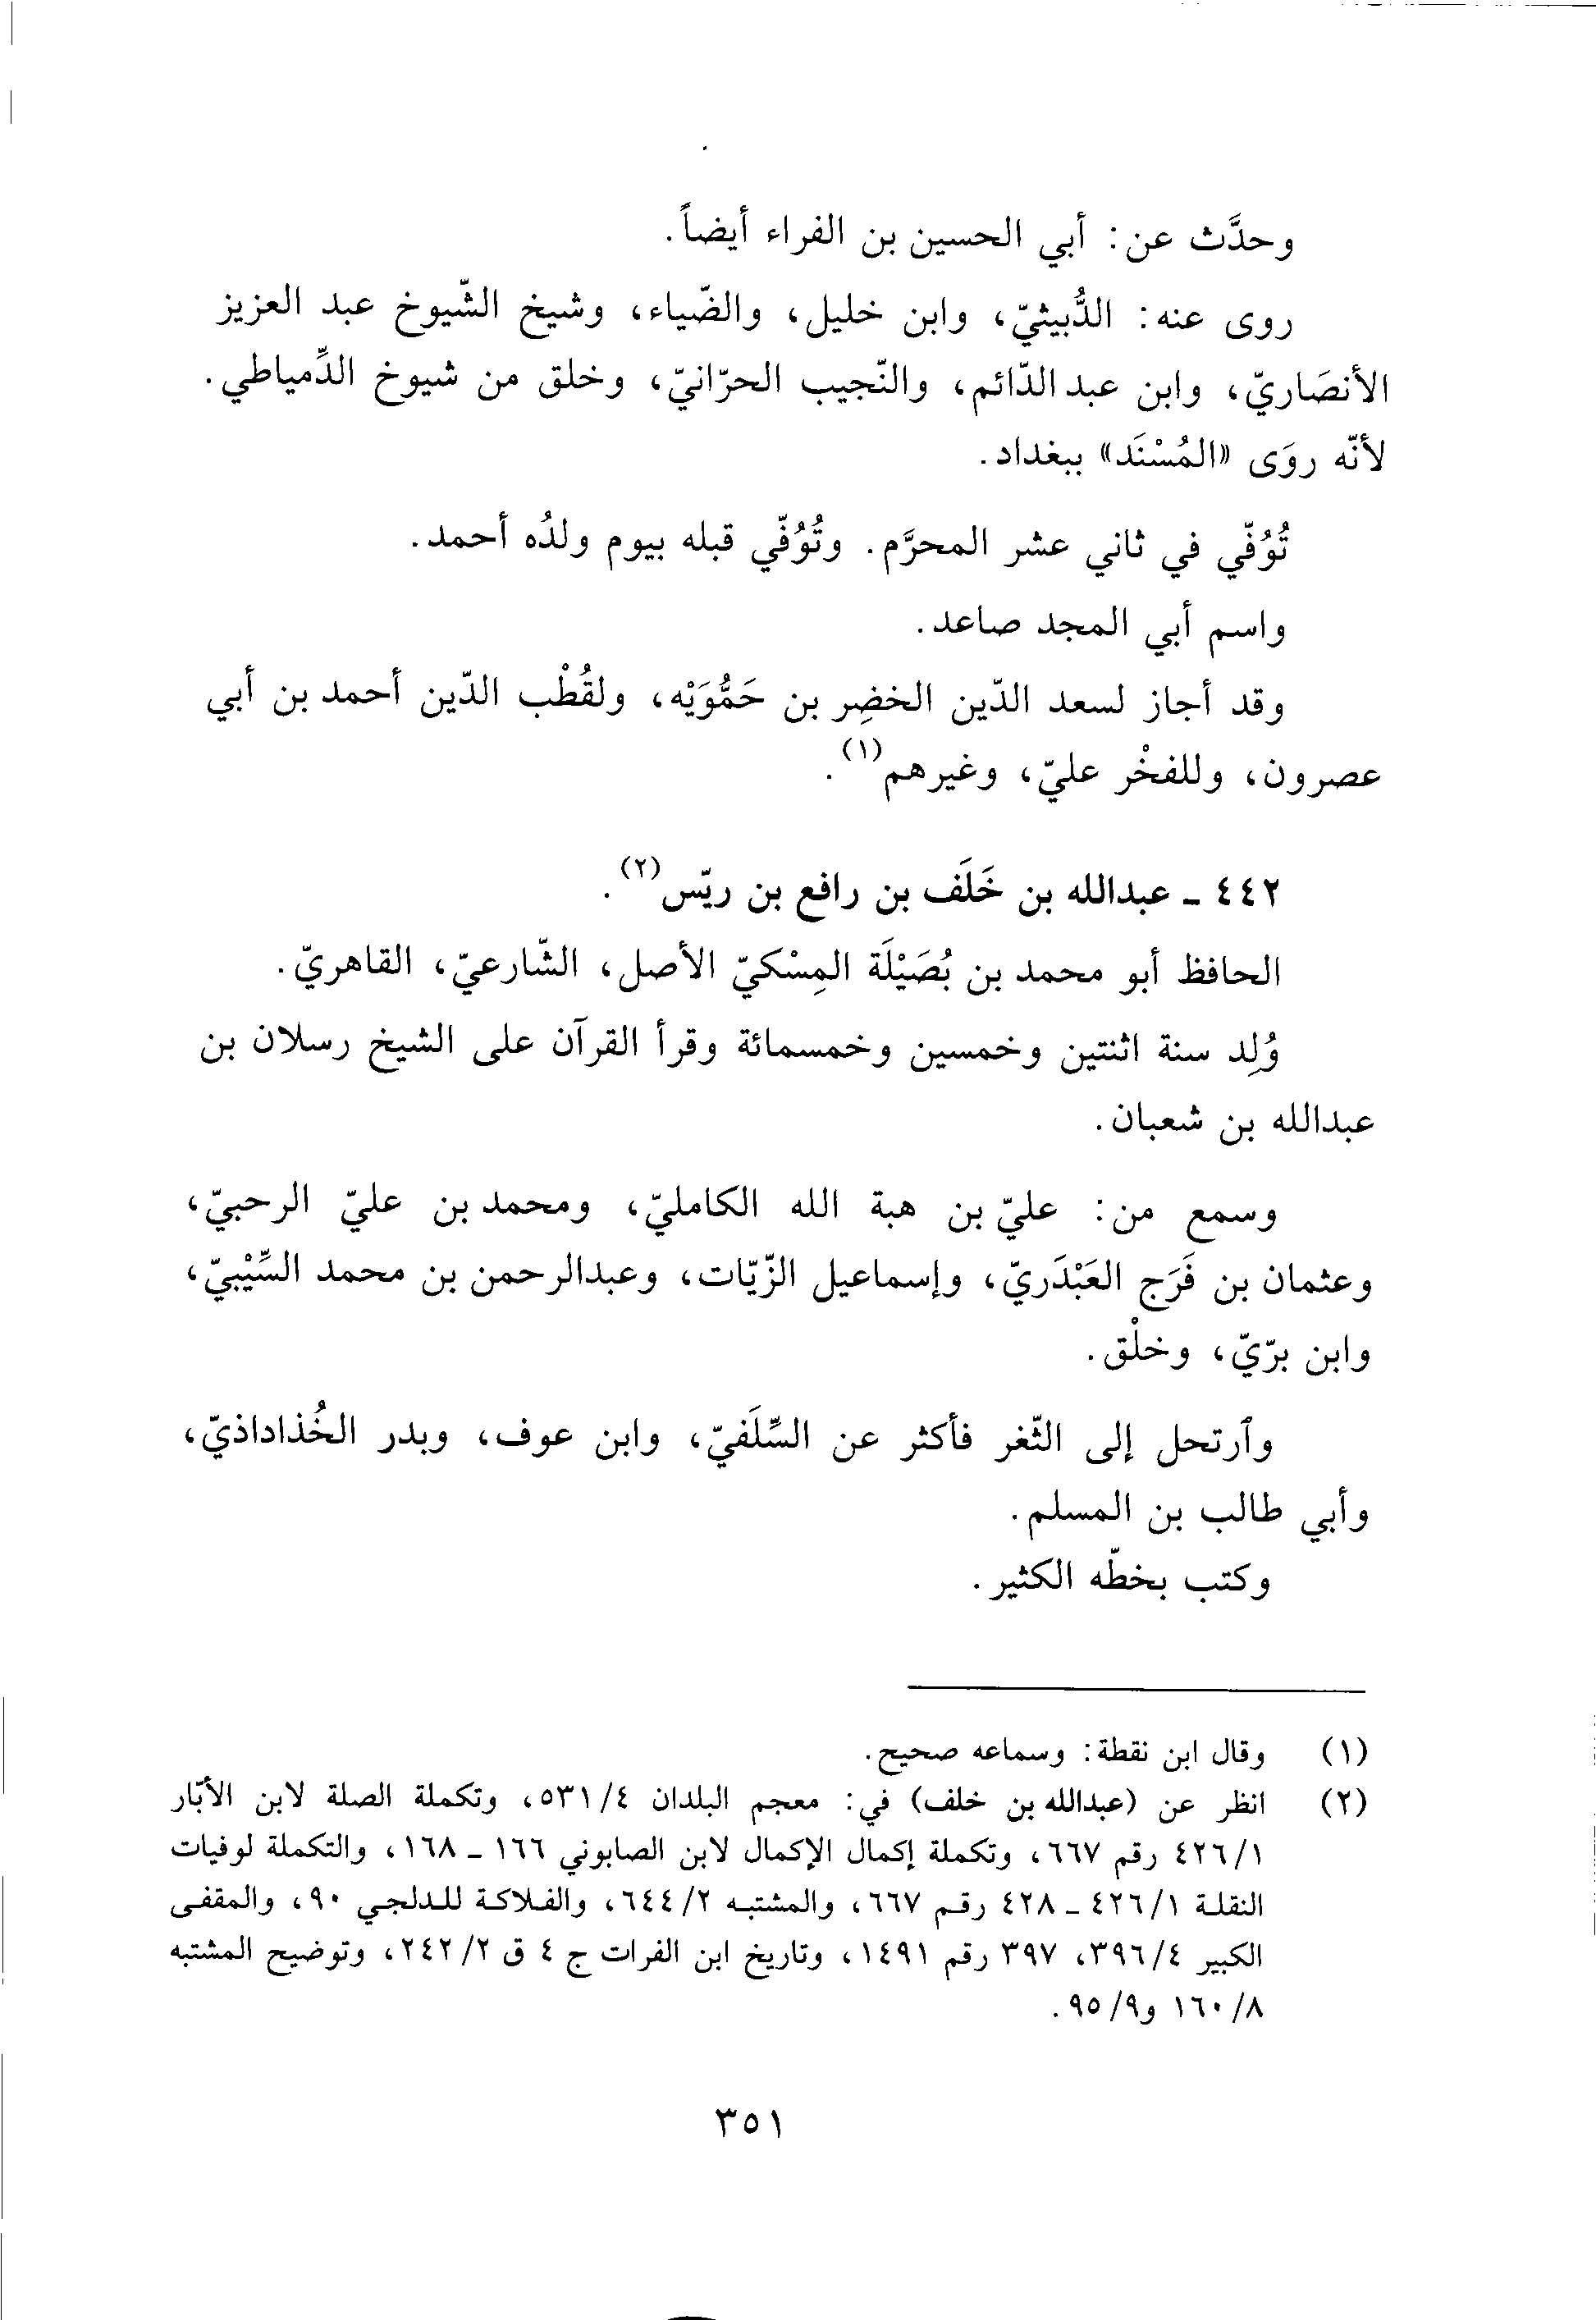 وحدَّث عن: أبي الحسين بن الفراء أيضاً.
روى عنه: الدُّبيثيّ، وابن خليل، والضّياء، وشيخ الشّيوخ عبد العزيز
الأنصَاريّ، وابن عبد الدّائم، والنّجيب الحرّانيّ، وخلق من شيوخ الدِّمياطي.
لأنّه روَى «المُسْنَد» ببغداد.
تُوُفّي في ثاني عشر المحرَّم. وتُوُفّي قبله بيوم ولدُه أحمد.
واسم أبي المجد صاعد.
وقد أجاز لسعد الدّين الخضِر بن حَمُّوَيْه، ولقُطْب الدّين أحمد بن أبي
عصرون، وللفخْر عليّ، وغيرهم(١).
٤٤٢ ـ عبدالله بن خَلَف بن رافع بن ريّس(٢).
الحافظ أبو محمد بن بُصَيْلَة المِسْكيّ الأصل، الشّارعيّ، القاهريّ.
وُلِد سنة اثنتين وخمسين وخمسمائة وقرأ القرآن على الشيخ رسلان بن
عبدالله بن شعبان.
وسمع من: عليّ بن هبة الله الكامليّ، ومحمد بن عليّ الرحبيّ،
وعثمان بن فَرَج العَبْدَريّ، وإسماعيل الزّيّات، وعبدالرحمن بن محمد السِّيْبيّ،
وابن برّيّ، وخلْق.
وٱرتحل إلى الثّغر فأكثر عن السِّلَفيّ، وابن عوف، وبدر الخُذاداذيّ،
وأبي طالب بن المسلم.
وكتب بخطّه الكثير.
(١) وقال ابن نقطة: وسماعه صحيح.
(٢) انظر عن (عبدالله بن خلف) في: معجم البلدان ٤/ ٥٣١، وتكملة الصلة لابن الأبّار
١/ ٤٢٦ رقم ٦٦٧، وتكملة إكمال الإكمال لابن الصابوني ١٦٦ ـ ١٦٨، والتكملة لوفيات
النقلة ١/ ٤٢٦ ـ ٤٢٨ رقم ٦٦٧، والمشتبه ٢/ ٦٤٤، والفلاكة للدلجي ٩٠، والمقفى
الكبير ٤/ ٣٩٦، ٣٩٧ رقم ١٤٩١، وتاريخ ابن الفرات ج ٤ ق ٢/ ٢٤٢، وتوضيح المشتبه
٨/ ١٦٠ و٩/ ٩٥.
٣٥١